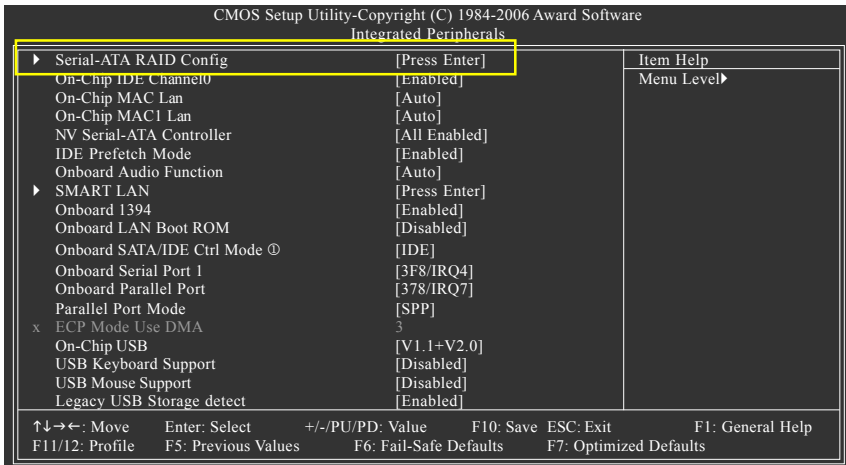 CMOS Setup Utility-Copyright (C) 1984-2006 Award Software
Integrated Peripherals
▶ Serial-ATA RAID Config [Press Enter] Item Help
On-Chip IDE Channel0 [Enabled] Menu Level▶
On-Chip MAC Lan [Auto]
On-Chip MAC1 Lan [Auto]
NV Serial-ATA Controller [All Enabled]
IDE Prefetch Mode [Enabled]
Onboard Audio Function [Auto]
▶ SMART LAN [Press Enter]
Onboard 1394 [Enabled]
Onboard LAN Boot ROM [Disabled]
Onboard SATA/IDE Ctrl Mode ① [IDE]
Onboard Serial Port 1 [3F8/IRQ4]
Onboard Parallel Port [378/IRQ7]
Parallel Port Mode [SPP]
x ECP Mode Use DMA 3
On-Chip USB [V1.1+V2.0]
USB Keyboard Support [Disabled]
USB Mouse Support [Disabled]
Legacy USB Storage detect [Enabled]
↑↓→←: Move Enter: Select +/-/PU/PD: Value F10: Save ESC: Exit F1: General Help
F11/12: Profile F5: Previous Values F6: Fail-Safe Defaults F7: Optimized Defaults